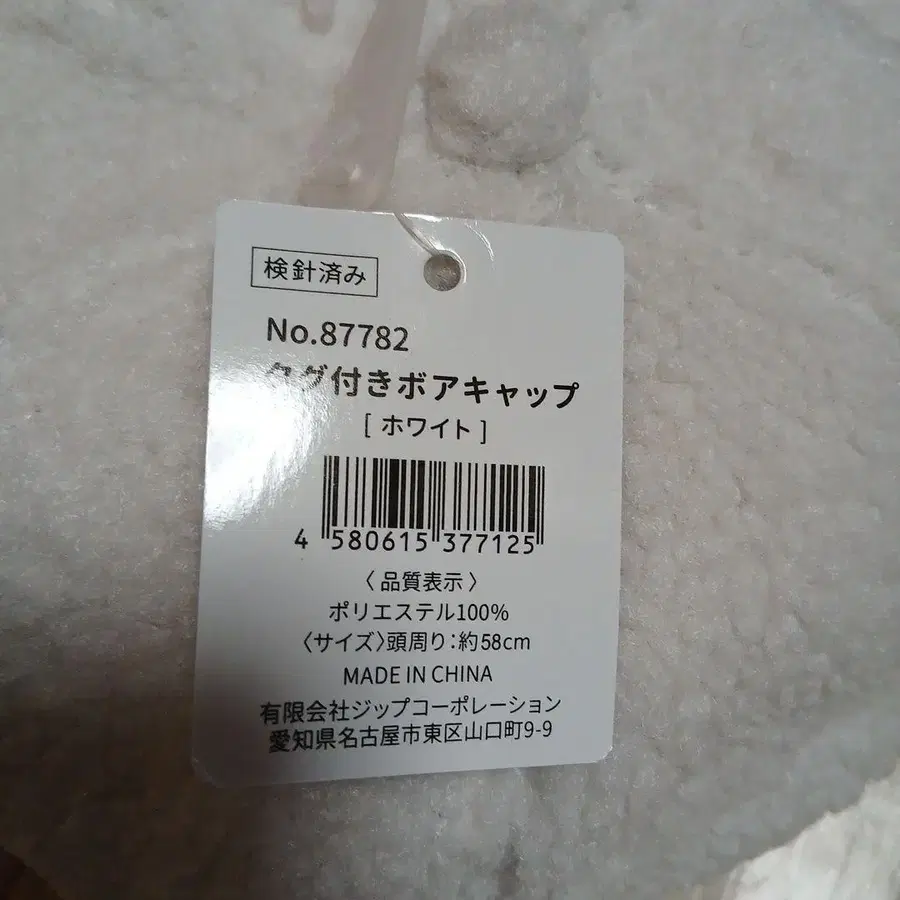 検針済み
No.87782
タグ付きボアキャップ
[ ホワイト ]
4 580615 377125
〈 品質表示 〉
ポリエステル100%
〈サイズ〉頭周り：約58cm
MADE IN CHINA
有限会社ジップコーポレーション
愛知県名古屋市東区山口町9-9